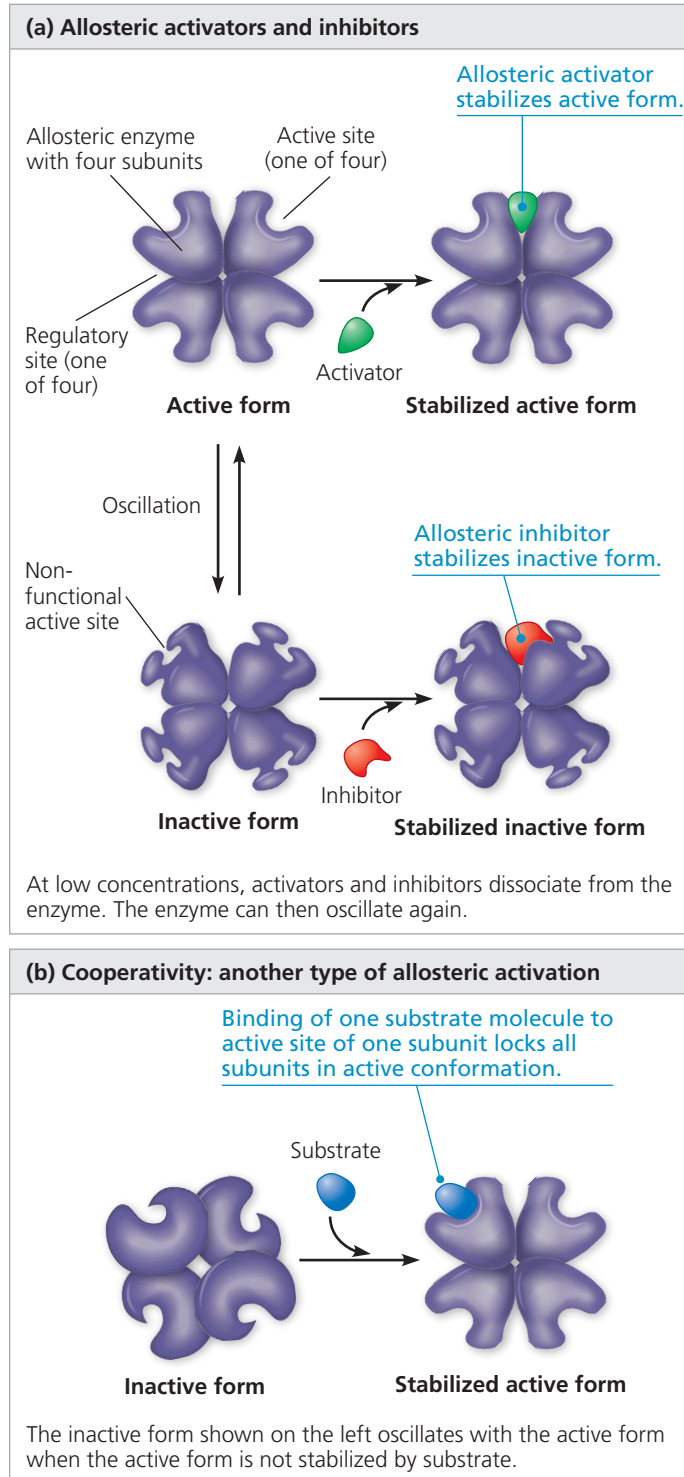 (a) Allosteric activators and inhibitors
Allosteric activator
stabilizes active form.
Allosteric enzyme
with four subunits
Active site
(one of four)
Regulatory
site (one
of four)
Activator
Active form
Stabilized active form
Oscillation
Allosteric inhibitor
stabilizes inactive form.
Non-
functional
active site
Inhibitor
Inactive form
Stabilized inactive form
At low concentrations, activators and inhibitors dissociate from the
enzyme. The enzyme can then oscillate again.
(b) Cooperativity: another type of allosteric activation
Binding of one substrate molecule to
active site of one subunit locks all
subunits in active conformation.
Substrate
Inactive form
Stabilized active form
The inactive form shown on the left oscillates with the active form
when the active form is not stabilized by substrate.